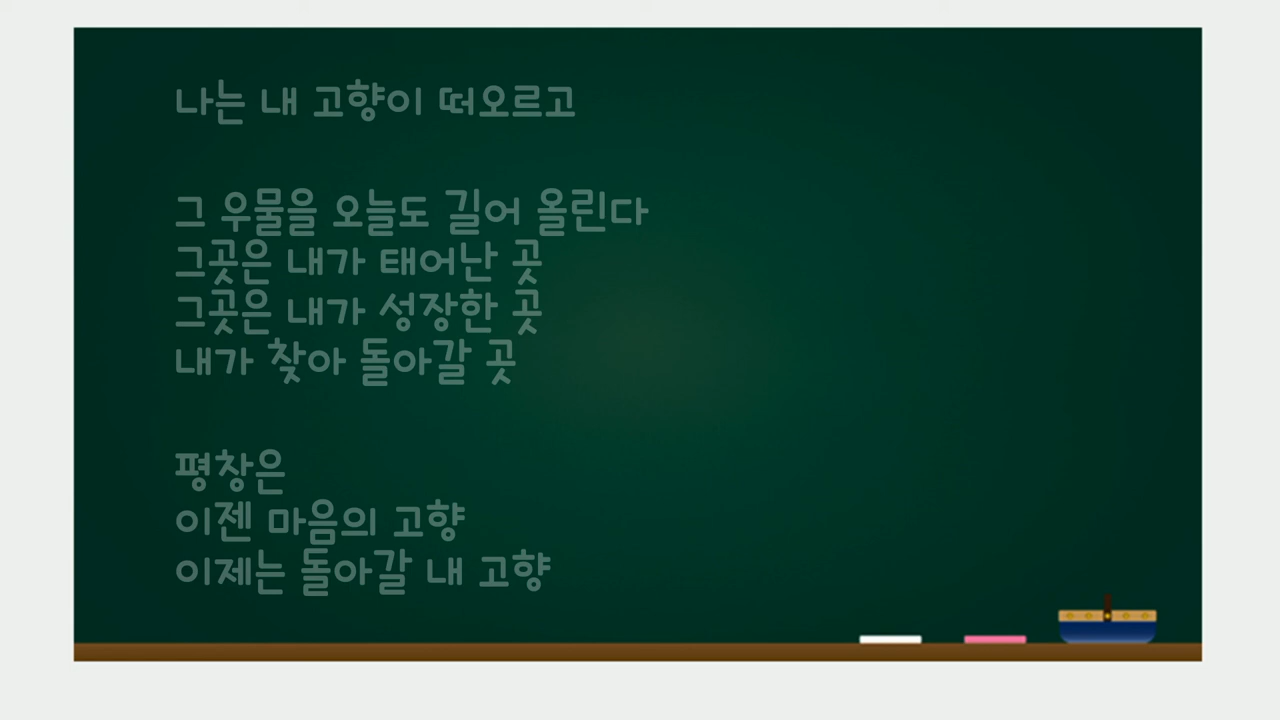 나는 내 고향이 떠오르고
그 우물을 오늘도 길어 올린다
그곳은 내가 태어난 곳
그곳은 내가 성장한 곳
내가 찾아 돌아갈 곳
평창은
이젠 마음의 고향
이제는 돌아갈 내 고향